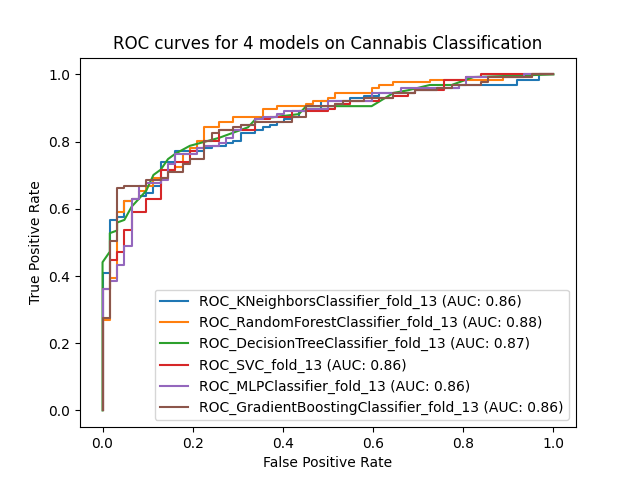 ROC curves for 4 models on Cannabis Classification
True Positive Rate
1.0
0.8
0.6
0.4
0.2
0.0
ROC_KNeighborsClassifier_fold_13 (AUC: 0.86)
ROC_RandomForestClassifier_fold_13 (AUC: 0.88)
ROC_DecisionTreeClassifier_fold_13 (AUC: 0.87)
ROC_SVC_fold_13 (AUC: 0.86)
ROC_MLPClassifier_fold_13 (AUC: 0.86)
ROC_GradientBoostingClassifier_fold_13 (AUC: 0.86)
0.0 0.2 0.4 0.6 0.8 1.0
False Positive Rate